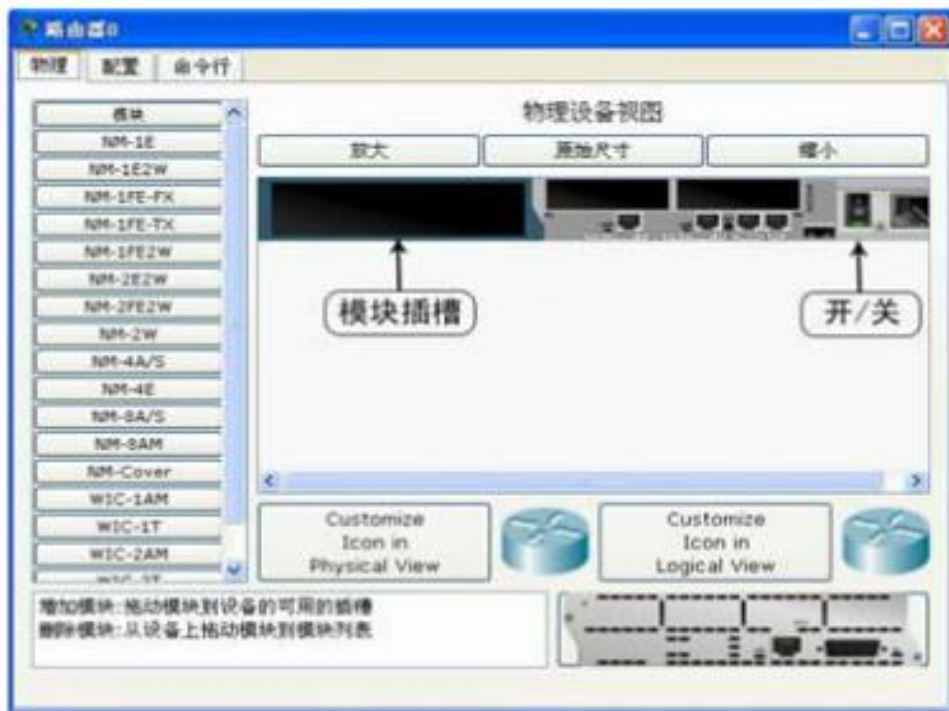 路由器0
物理 配置 命令行
模块
NM-1E
NM-1E2W
NM-1FE-FX
NM-1FE-TX
NM-1FE2W
NM-2E2W
NM-2FE2W
NM-2W
NM-4A/S
NM-4E
NM-8A/S
NM-8AM
NM-Cover
WIC-1AM
WIC-1T
WIC-2AM
WIC-2T
物理设备视图
放大 原始尺寸 缩小
模块插槽
开/关
Customize
Icon in
Physical View
Customize
Icon in
Logical View
增加模块:拖动模块到设备的可用的插槽
删除模块:从设备上拖动模块到模块列表